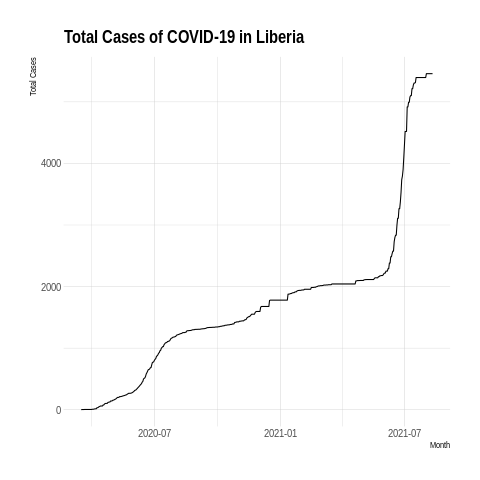 Total Cases of COVID-19 in Liberia
Total Cases
4000
2000
0
2020-07
2021-01
2021-07
Month